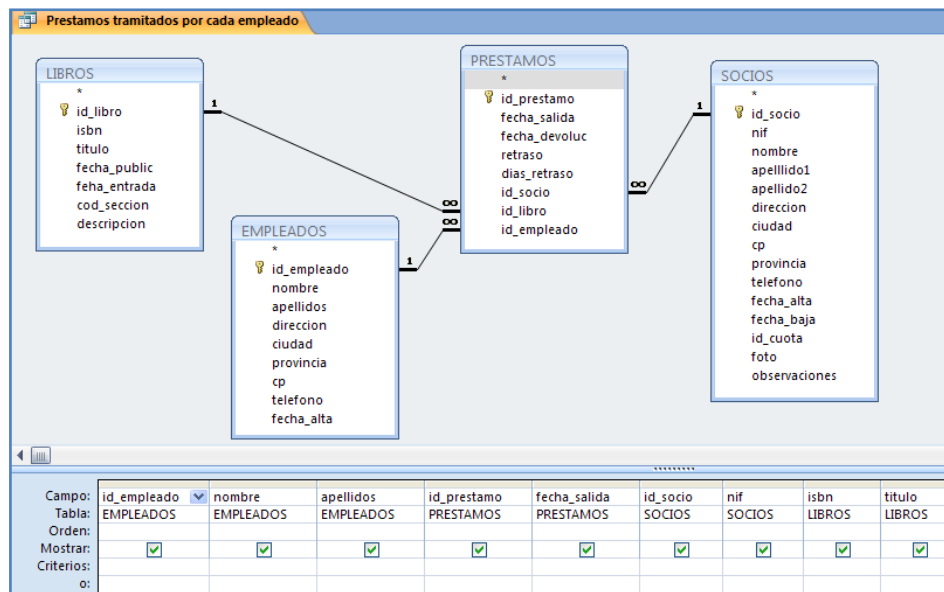 Prestamos tramitados por cada empleado
LIBROS
*
id_libro
isbn
titulo
fecha_public
feha_entrada
cod_seccion
descripcion
1
EMPLEADOS
*
id_empleado
nombre
apellidos
direccion
ciudad
provincia
cp
telefono
fecha_alta
1
PRESTAMOS
*
id_prestamo
fecha_salida
fecha_devoluc
retraso
dias_retraso
id_socio
id_libro
id_empleado
∞
∞
∞
1
SOCIOS
*
id_socio
nif
nombre
apelllido1
apellido2
direccion
ciudad
cp
provincia
telefono
fecha_alta
fecha_baja
id_cuota
foto
observaciones
Campo: id_empleado nombre apellidos id_prestamo fecha_salida id_socio nif isbn titulo
Tabla: EMPLEADOS EMPLEADOS EMPLEADOS PRESTAMOS PRESTAMOS SOCIOS SOCIOS LIBROS LIBROS
Orden:
Mostrar:
Criterios:
o: